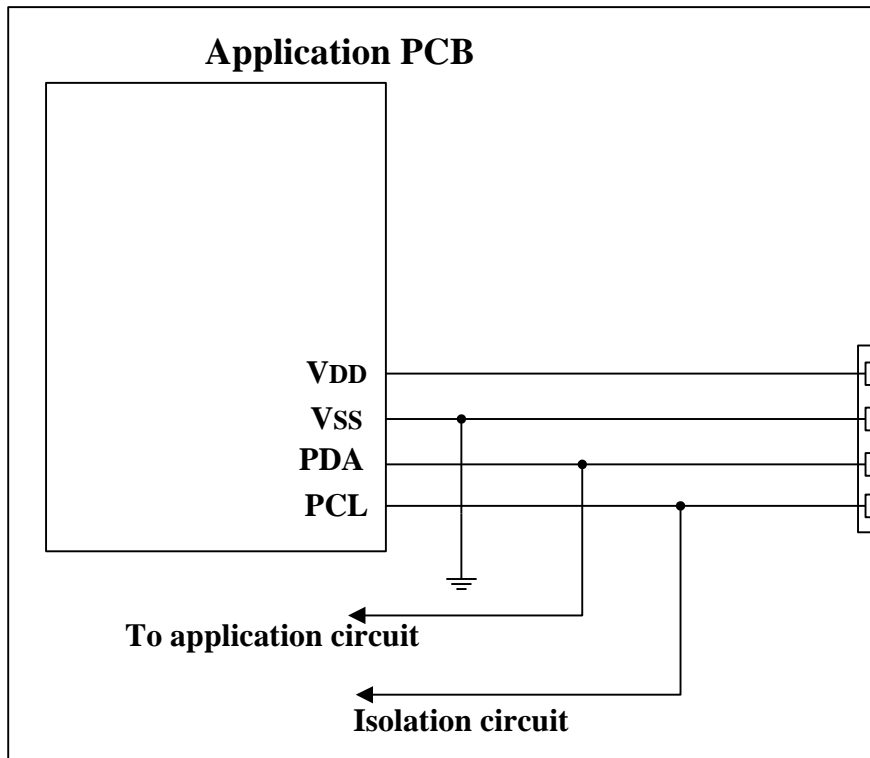 Application PCB
VDD
VSS
PDA
PCL
To application circuit
Isolation circuit